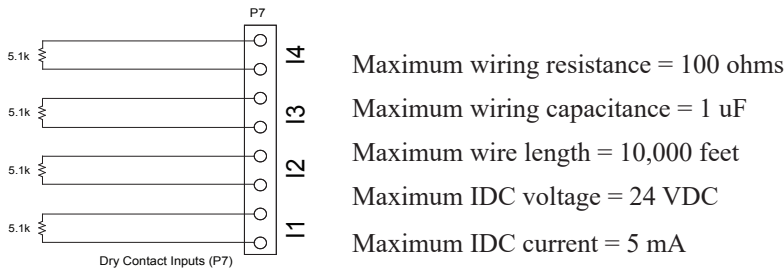 P7
5.1k
I4
5.1k
I3
5.1k
I2
5.1k
I1
Dry Contact Inputs (P7)
Maximum wiring resistance = 100 ohms
Maximum wiring capacitance = 1 uF
Maximum wire length = 10,000 feet
Maximum IDC voltage = 24 VDC
Maximum IDC current = 5 mA